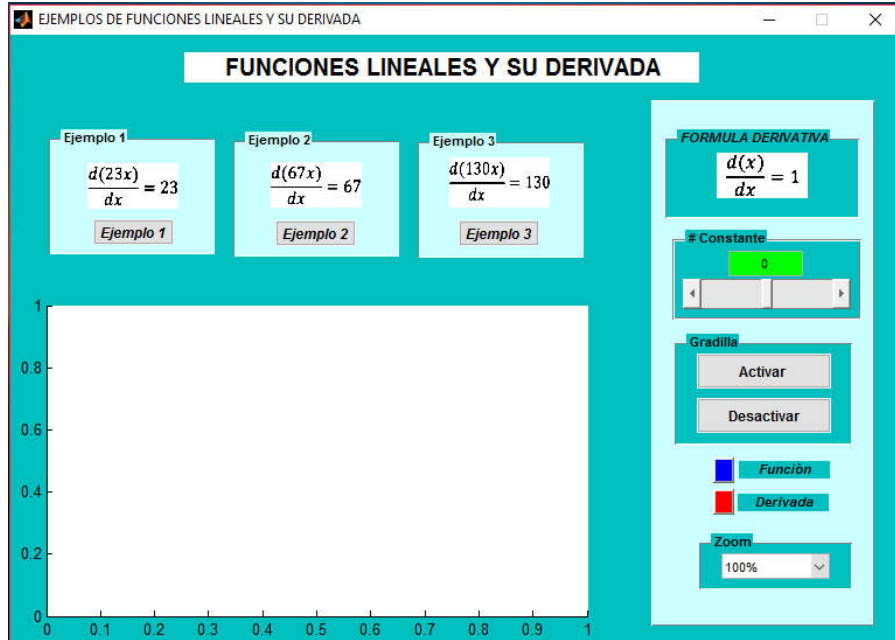 EJEMPLOS DE FUNCIONES LINEALES Y SU DERIVADA
FUNCIONES LINEALES Y SU DERIVADA
Ejemplo 1
d(23x)
dx
= 23
Ejemplo 1
Ejemplo 2
d(67x)
dx
= 67
Ejemplo 2
Ejemplo 3
d(130x)
dx
= 130
Ejemplo 3
FORMULA DERIVATIVA
d(x)
dx
= 1
# Constante
0
Gradilla
Activar
Desactivar
Funciòn
Derivada
Zoom
100%
1
0.8
0.6
0.4
0.2
0
0 0.1 0.2 0.3 0.4 0.5 0.6 0.7 0.8 0.9 1